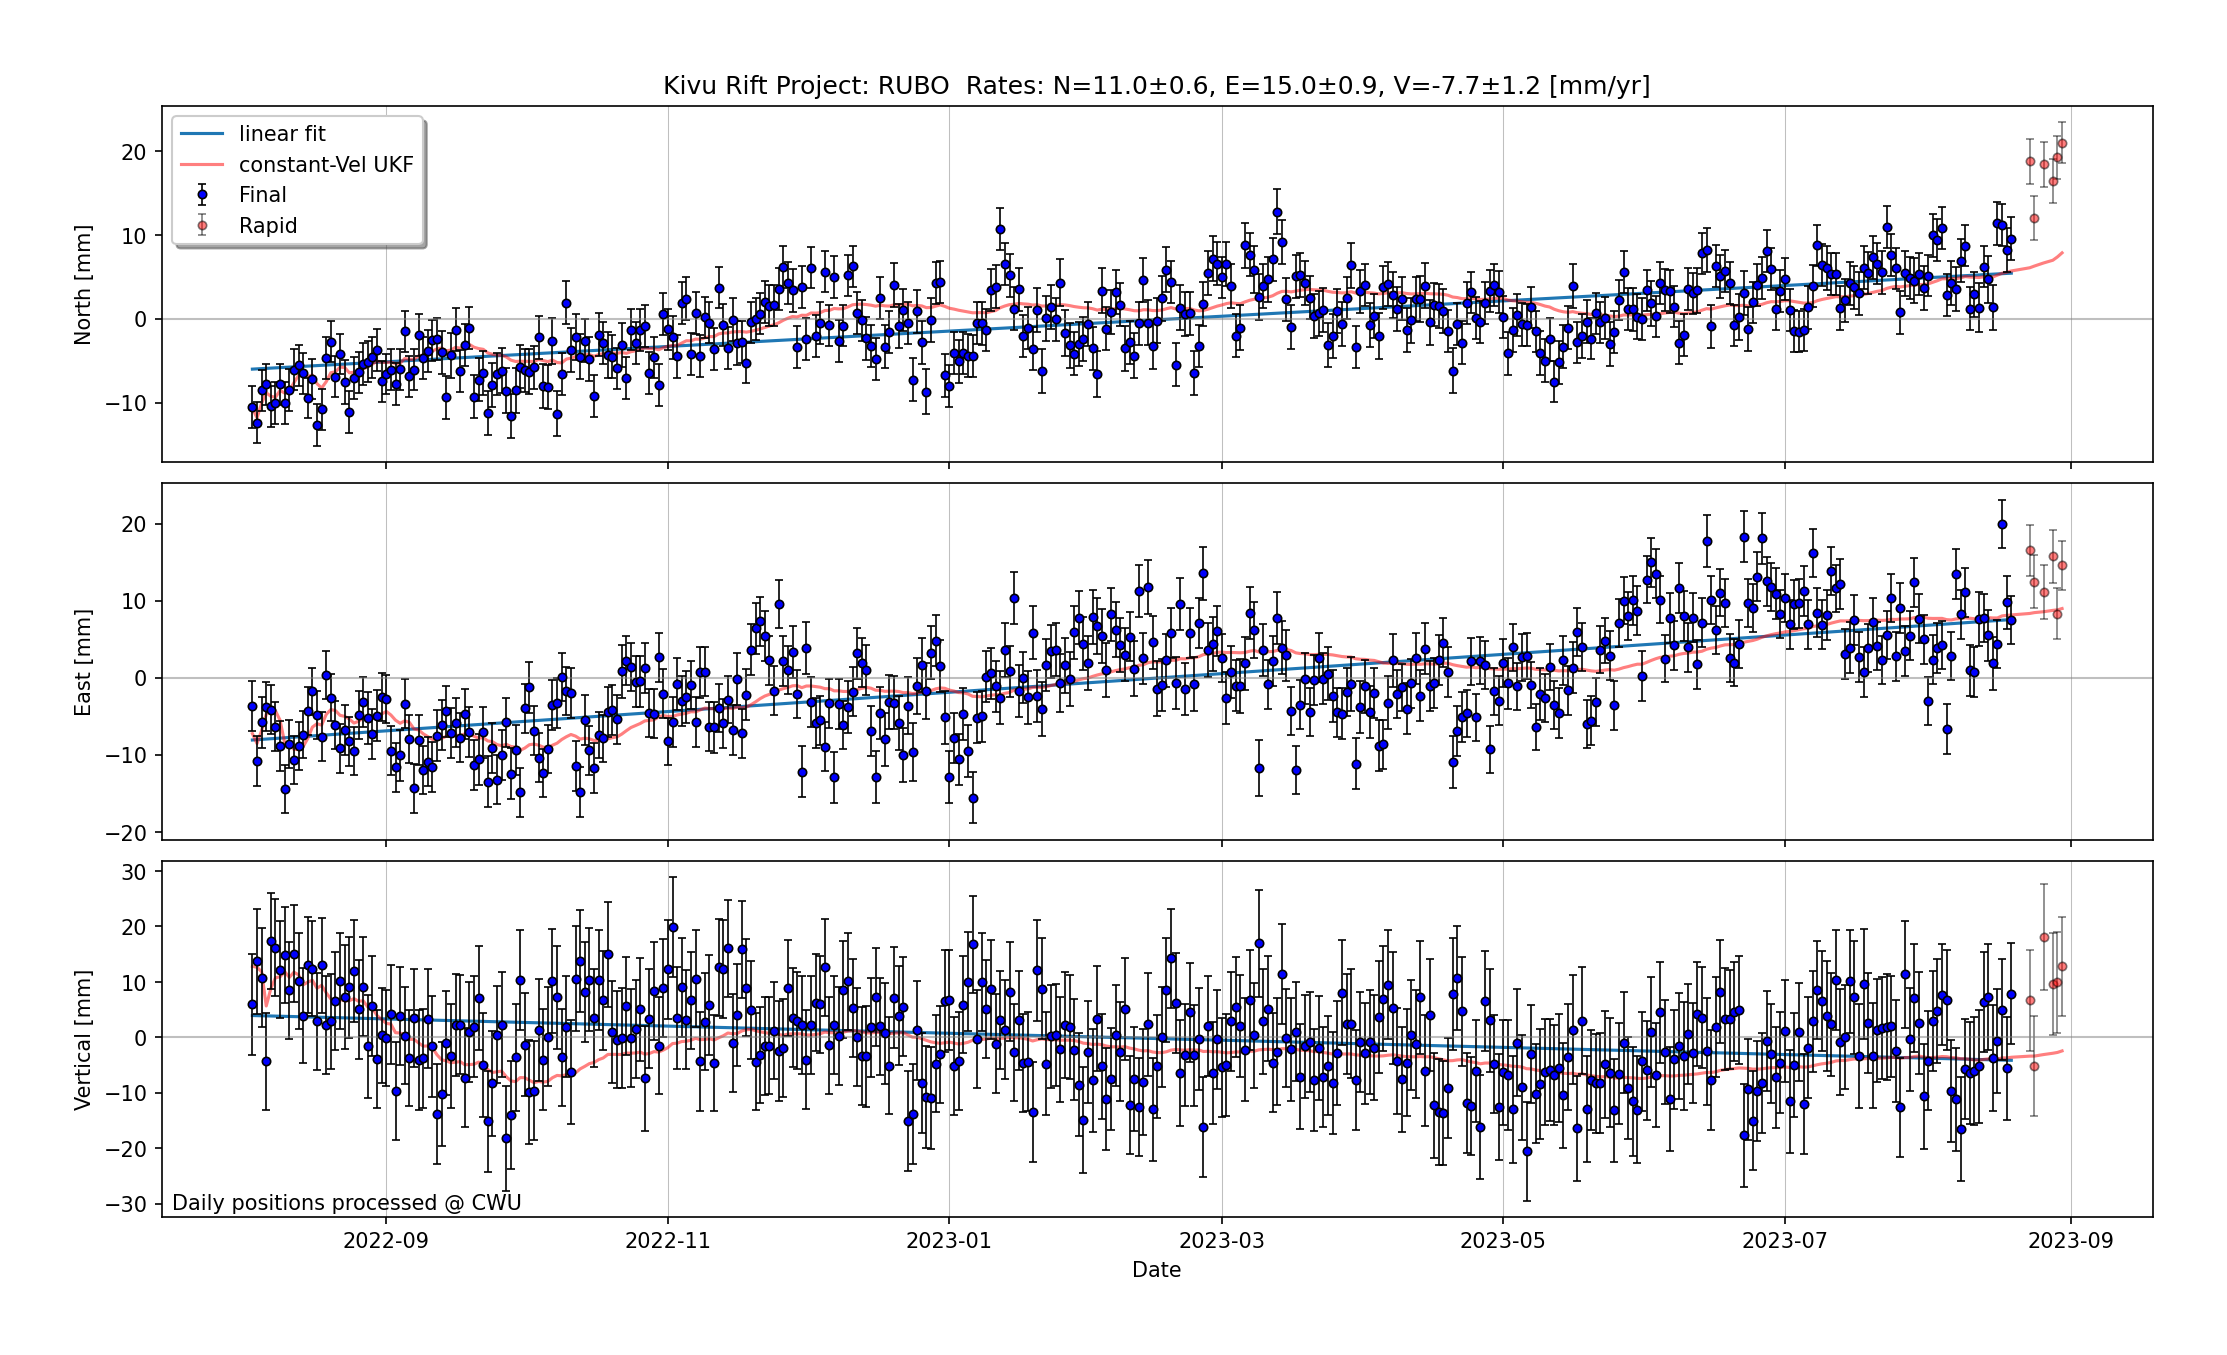 Kivu Rift Project: RUBO  Rates: N=11.0±0.6, E=15.0±0.9, V=-7.7±1.2 [mm/yr]
linear fit
constant-Vel UKF
Final
Rapid
North [mm]
20
10
0
−10
East [mm]
20
10
0
−10
−20
Vertical [mm]
30
20
10
0
−10
−20
−30
Daily positions processed @ CWU
2022-09
2022-11
2023-01
2023-03
2023-05
2023-07
2023-09
Date